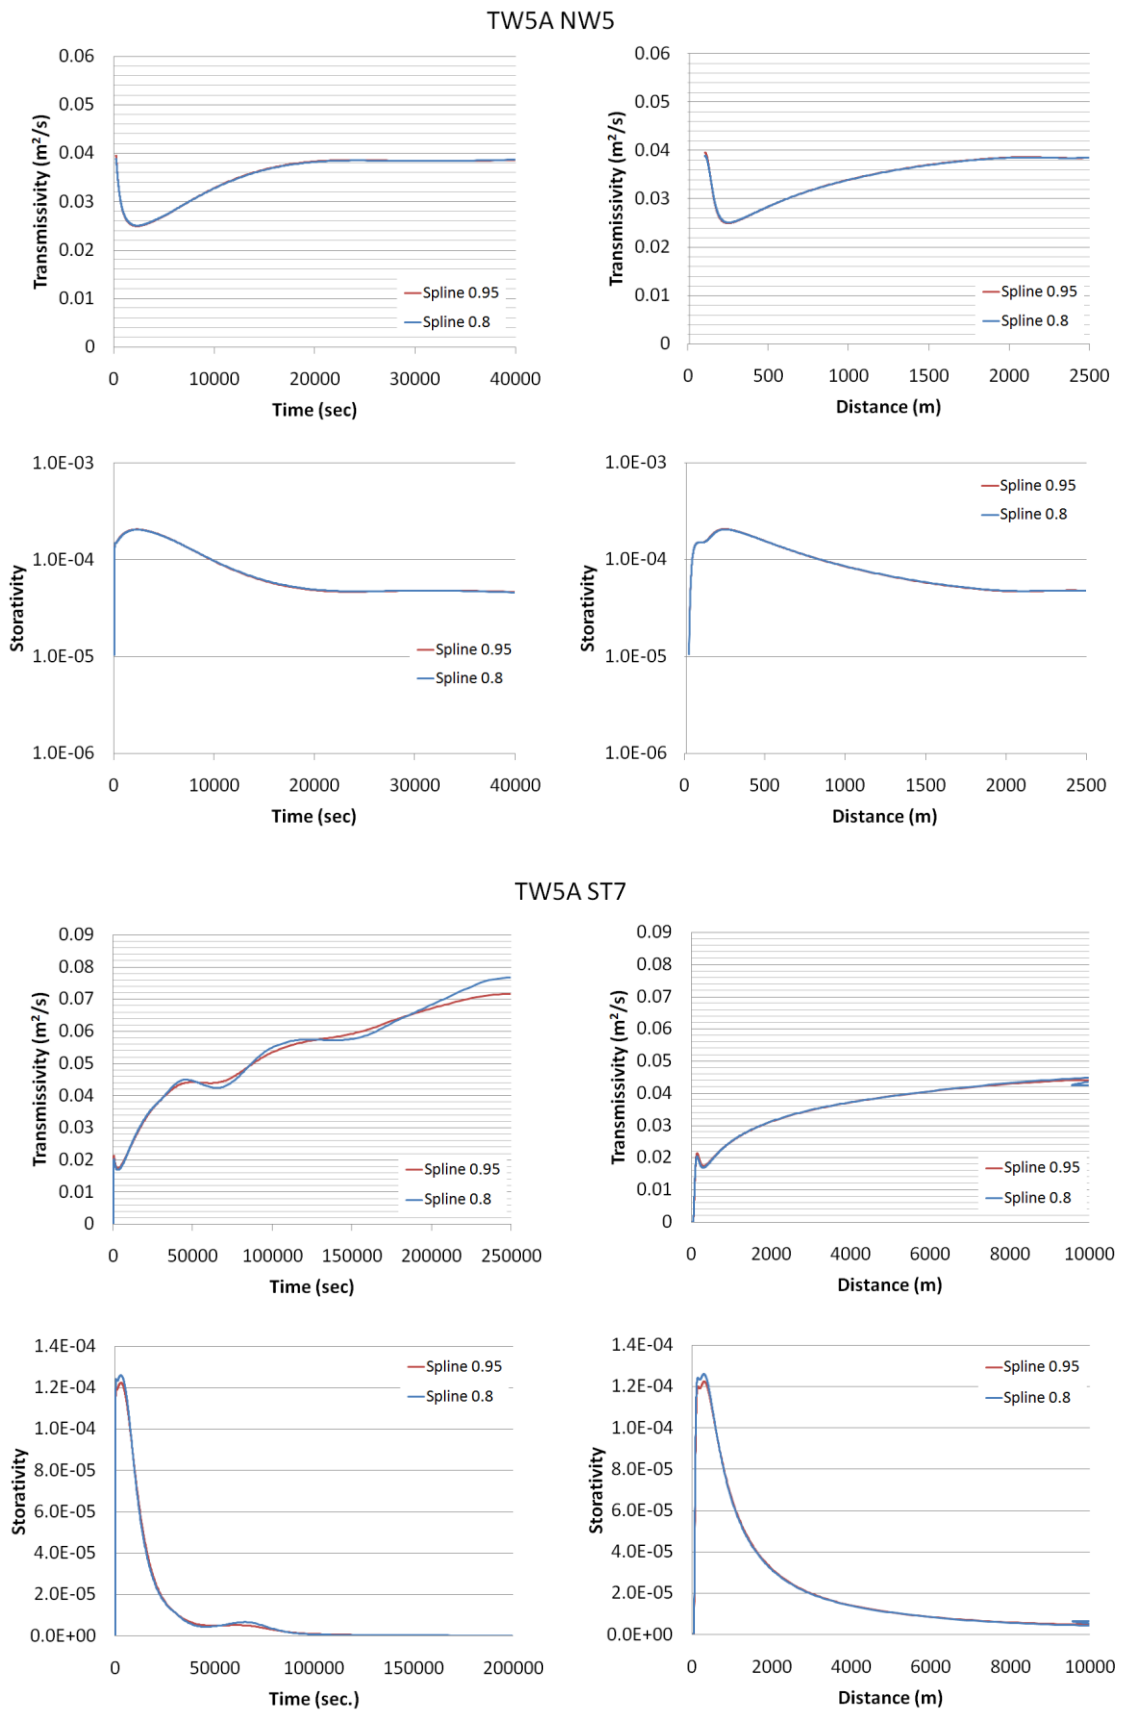 TW5A NW5
0.06
0.05
0.04
0.03
0.02
0.01
0
Transmissivity (m²/s)
Spline 0.95
Spline 0.8
0 10000 20000 30000 40000
Time (sec)
0.06
0.05
0.04
0.03
0.02
0.01
0
Transmissivity (m²/s)
Spline 0.95
Spline 0.8
0 500 1000 1500 2000 2500
Distance (m)
1.0E-03
1.0E-04
1.0E-05
1.0E-06
Storativity
Spline 0.95
Spline 0.8
0 10000 20000 30000 40000
Time (sec)
1.0E-03
1.0E-04
1.0E-05
1.0E-06
Storativity
Spline 0.95
Spline 0.8
0 500 1000 1500 2000 2500
Distance (m)
TW5A ST7
0.09
0.08
0.07
0.06
0.05
0.04
0.03
0.02
0.01
0
Transmissivity (m²/s)
Spline 0.95
Spline 0.8
0 50000 100000 150000 200000 250000
Time (sec)
0.09
0.08
0.07
0.06
0.05
0.04
0.03
0.02
0.01
0
Transmissivity (m²/s)
Spline 0.95
Spline 0.8
0 2000 4000 6000 8000 10000
Distance (m)
1.4E-04
1.2E-04
1.0E-04
8.0E-05
6.0E-05
4.0E-05
2.0E-05
0.0E+00
Storativity
Spline 0.95
Spline 0.8
0 50000 100000 150000 200000
Time (sec.)
1.4E-04
1.2E-04
1.0E-04
8.0E-05
6.0E-05
4.0E-05
2.0E-05
0.0E+00
Storativity
Spline 0.95
Spline 0.8
0 2000 4000 6000 8000 10000
Distance (m)